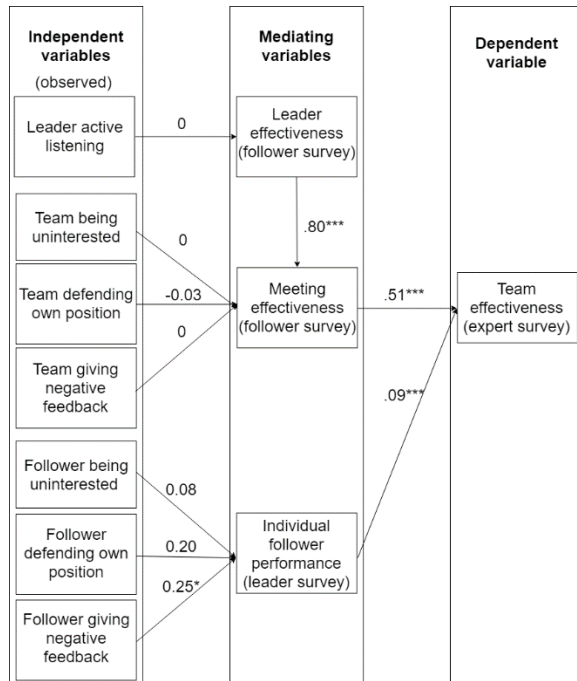 Independent
variables
(observed)
Mediating
variables
Dependent
variable
Leader active
listening
0
Leader
effectiveness
(follower survey)
.80***
Team being
uninterested
0
Team defending
own position
-0.03
Team giving
negative
feedback
0
Meeting
effectiveness
(follower survey)
.51***
Team
effectiveness
(expert survey)
.09***
Follower being
uninterested
0.08
Follower
defending own
position
0.20
Follower giving
negative
feedback
0.25*
Individual
follower
performance
(leader survey)